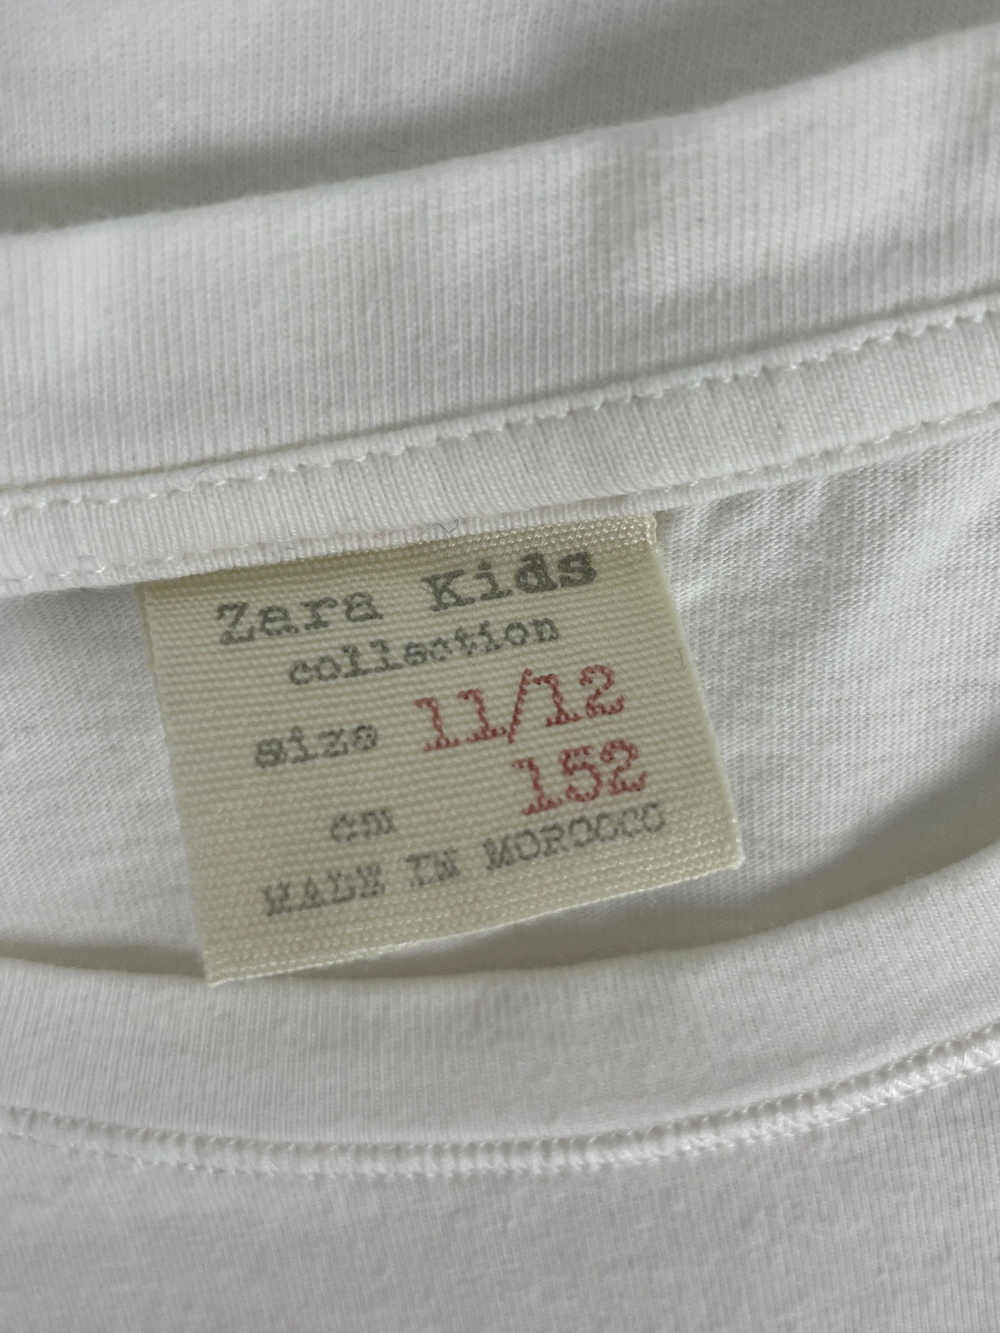 Zara Kids
collection
size 11/12
cm 152
MADE IN MOROCCO